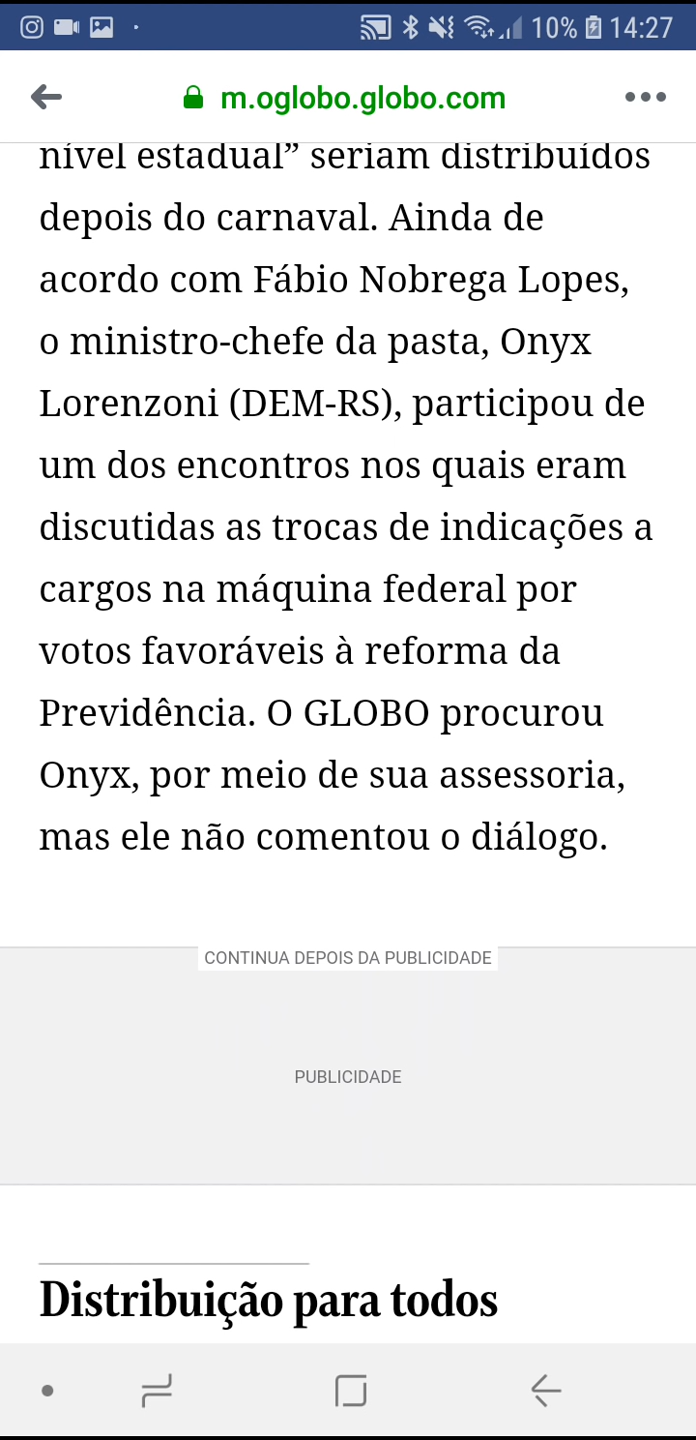 10% 14:27
m.oglobo.globo.com
nível estadual” seriam distribuídos
depois do carnaval. Ainda de
acordo com Fábio Nobrega Lopes,
o ministro-chefe da pasta, Onyx
Lorenzoni (DEM-RS), participou de
um dos encontros nos quais eram
discutidas as trocas de indicações a
cargos na máquina federal por
votos favoráveis à reforma da
Previdência. O GLOBO procurou
Onyx, por meio de sua assessoria,
mas ele não comentou o diálogo.
CONTINUA DEPOIS DA PUBLICIDADE
PUBLICIDADE
Distribuição para todos